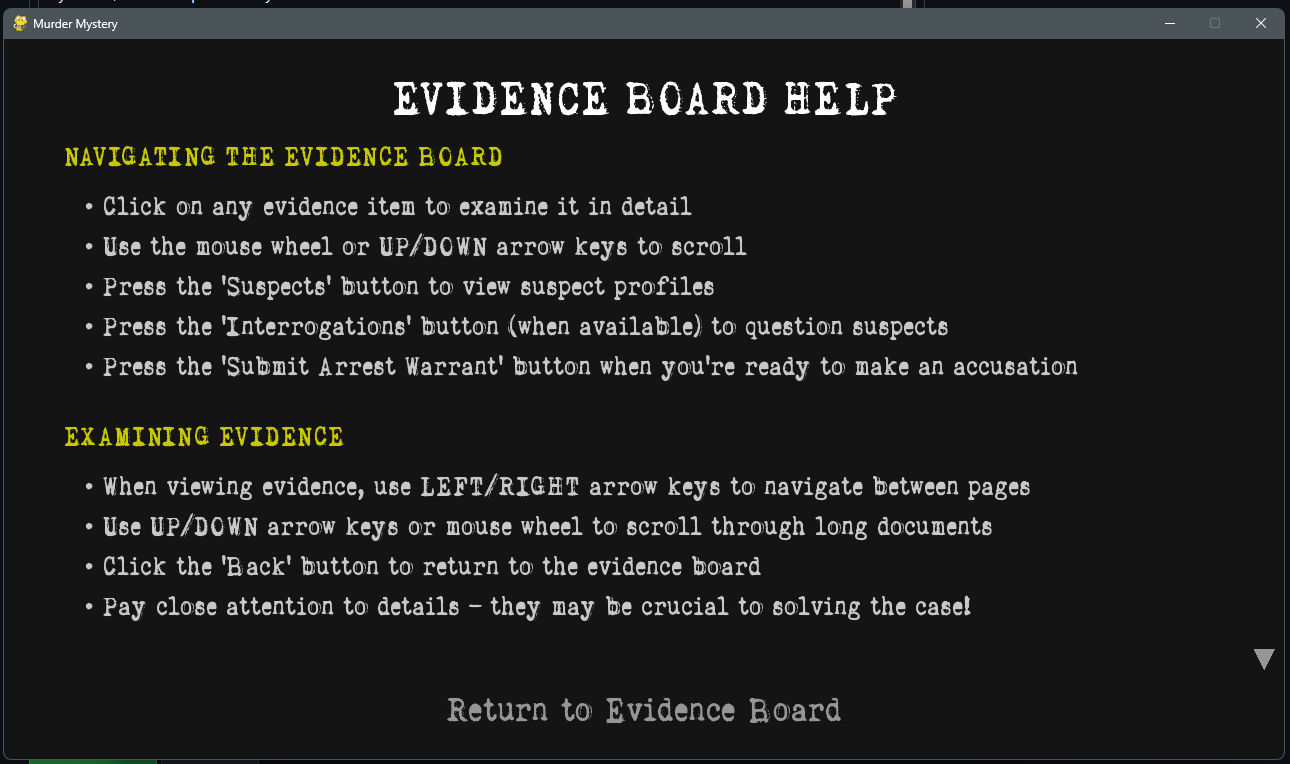 Murder Mystery
EVIDENCE BOARD HELP
NAVIGATING THE EVIDENCE BOARD
• Click on any evidence item to examine it in detail
• Use the mouse wheel or UP/DOWN arrow keys to scroll
• Press the 'Suspects' button to view suspect profiles
• Press the 'Interrogations' button (when available) to question suspects
• Press the 'Submit Arrest Warrant' button when you're ready to make an accusation
EXAMINING EVIDENCE
• When viewing evidence, use LEFT/RIGHT arrow keys to navigate between pages
• Use UP/DOWN arrow keys or mouse wheel to scroll through long documents
• Click the 'Back' button to return to the evidence board
• Pay close attention to details - they may be crucial to solving the case!
Return to Evidence Board